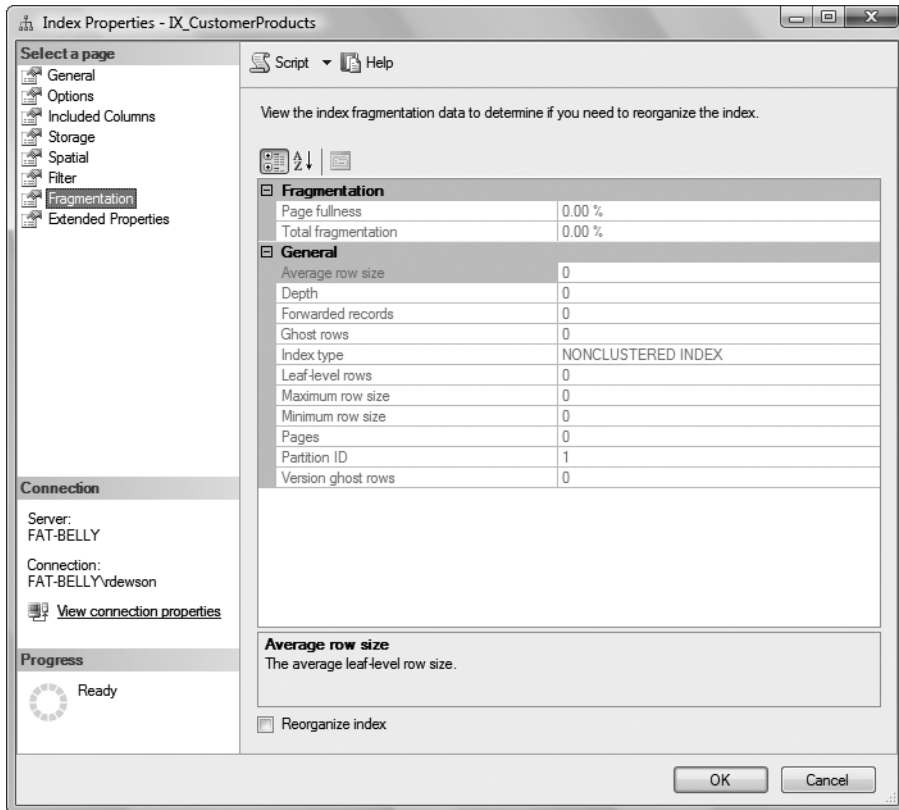 Index Properties - IX_CustomerProducts
Select a page
General
Options
Included Columns
Storage
Spatial
Filter
Fragmentation
Extended Properties
Connection
Server:
FAT-BELLY
Connection:
FAT-BELLY\rdewson
View connection properties
Progress
Ready
Script Help
View the index fragmentation data to determine if you need to reorganize the index.
Fragmentation
Page fullness 0.00 %
Total fragmentation 0.00 %
General
Average row size 0
Depth 0
Forwarded records 0
Ghost rows 0
Index type NONCLUSTERED INDEX
Leaf-level rows 0
Maximum row size 0
Minimum row size 0
Pages 0
Partition ID 1
Version ghost rows 0
Average row size
The average leaf-level row size.
Reorganize index
OK Cancel